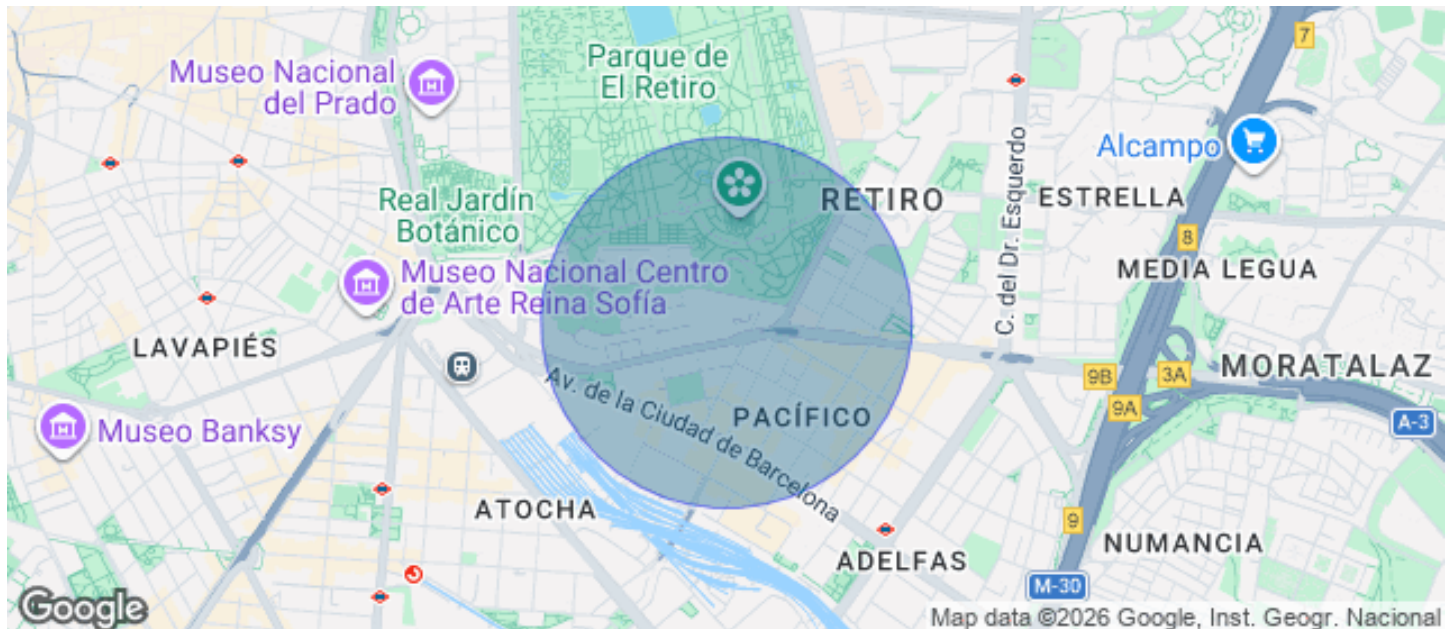 7
Parque de
El Retiro
Museo Nacional
del Prado
Alcampo
C. del Dr. Esquerdo
RETIRO
ESTRELLA
Real Jardín
Botánico
8
Museo Nacional Centro
de Arte Reina Sofía
MEDIA LEGUA
LAVAPIÉS
MORATALAZ
9B
3A
9A
A-3
Av. de la Ciudad de Barcelona
PACÍFICO
Museo Banksy
ATOCHA
9
NUMANCIA
ADELFAS
M-30
Google
Map data ©2026 Google, Inst. Geogr. Nacional